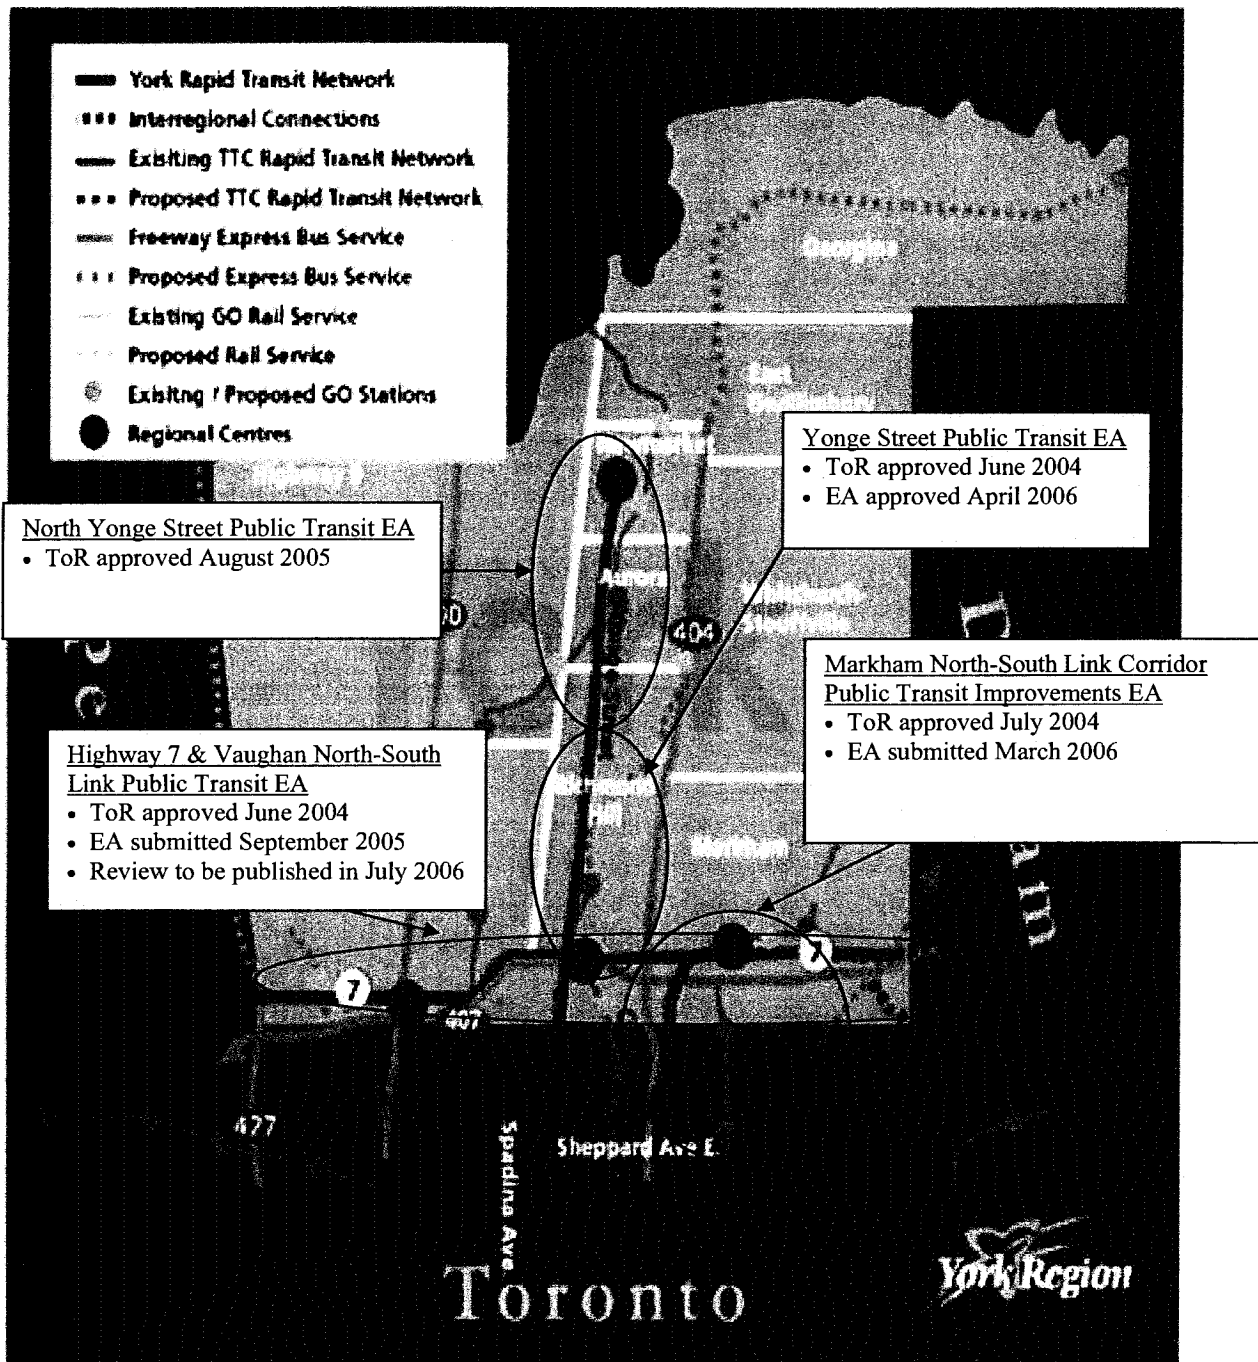 York Rapid Transit Network
Interregional Connections
Exisiting TTC Rapid Transit Network
Proposed TTC Rapid Transit Network
Freeway Express Bus Service
Proposed Express Bus Service
Existing GO Rail Service
Proposed Rail Service
Existing / Proposed GO Stations
Regional Centres
Georgina
East
Yonge Street Public Transit EA
• ToR approved June 2004
• EA approved April 2006
North Yonge Street Public Transit EA
• ToR approved August 2005
Aurora
404
Markham North-South Link Corridor
Public Transit Improvements EA
• ToR approved July 2004
• EA submitted March 2006
Highway 7 & Vaughan North-South
Link Public Transit EA
• ToR approved June 2004
• EA submitted September 2005
• Review to be published in July 2006
Hill
Markham
7
7
407
427
Sheppard Ave E.
Spadina Ave.
York Region
Toronto